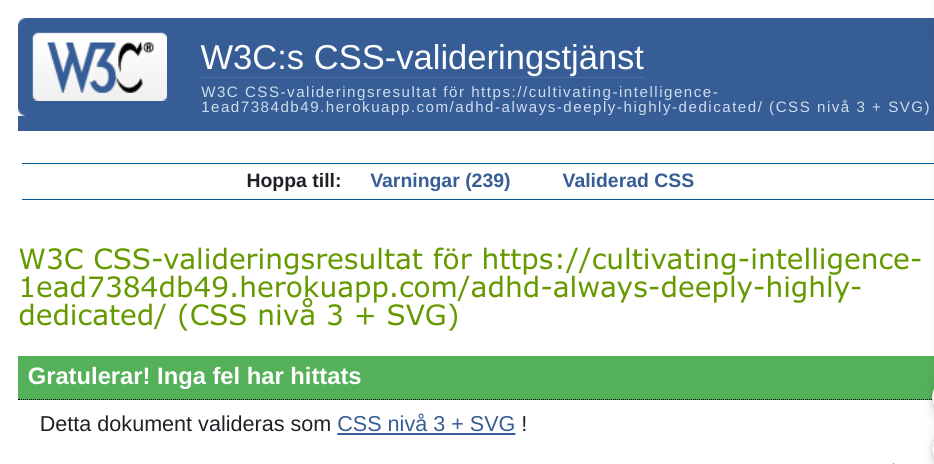 W3C®
W3C:s CSS-valideringstjänst
W3C CSS-valideringsresultat för https://cultivating-intelligence-
1ead7384db49.herokuapp.com/adhd-always-deeply-highly-dedicated/ (CSS nivå 3 + SVG)
Hoppa till: Varningar (239) Validerad CSS
W3C CSS-valideringsresultat för https://cultivating-intelligence-
1ead7384db49.herokuapp.com/adhd-always-deeply-highly-
dedicated/ (CSS nivå 3 + SVG)
Gratulerar! Inga fel har hittats
Detta dokument valideras som CSS nivå 3 + SVG !